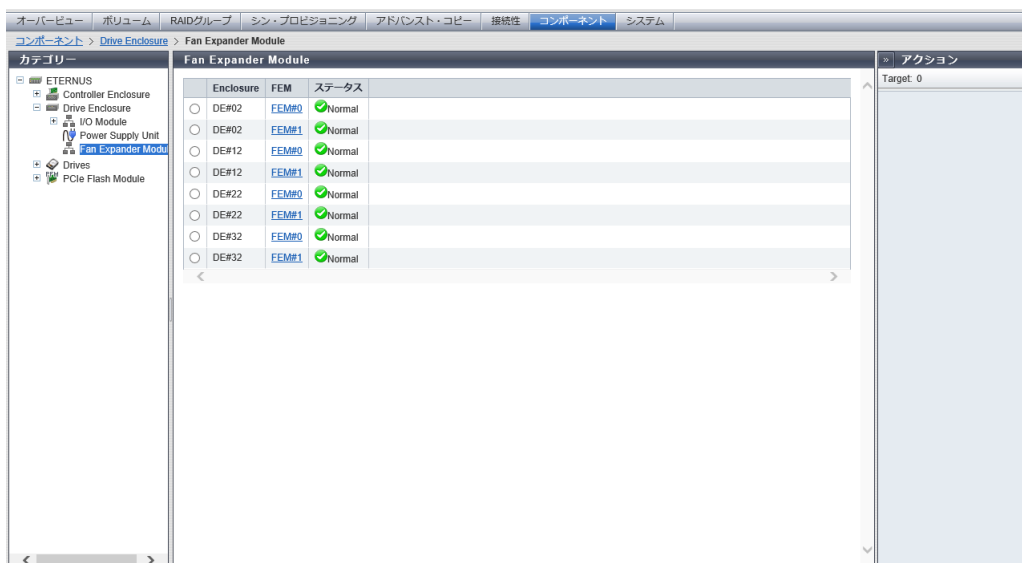 オーバービュー ボリューム RAIDグループ シン・プロビジョニング アドバンスト・コピー 接続性 コンポーネント システム
コンポーネント > Drive Enclosure > Fan Expander Module
カテゴリー
ETERNUS
Controller Enclosure
Drive Enclosure
I/O Module
Power Supply Unit
Fan Expander Modul
Drives
PCIe Flash Module
Fan Expander Module
Enclosure FEM ステータス
DE#02 FEM#0 Normal
DE#02 FEM#1 Normal
DE#12 FEM#0 Normal
DE#12 FEM#1 Normal
DE#22 FEM#0 Normal
DE#22 FEM#1 Normal
DE#32 FEM#0 Normal
DE#32 FEM#1 Normal
» アクション
Target: 0